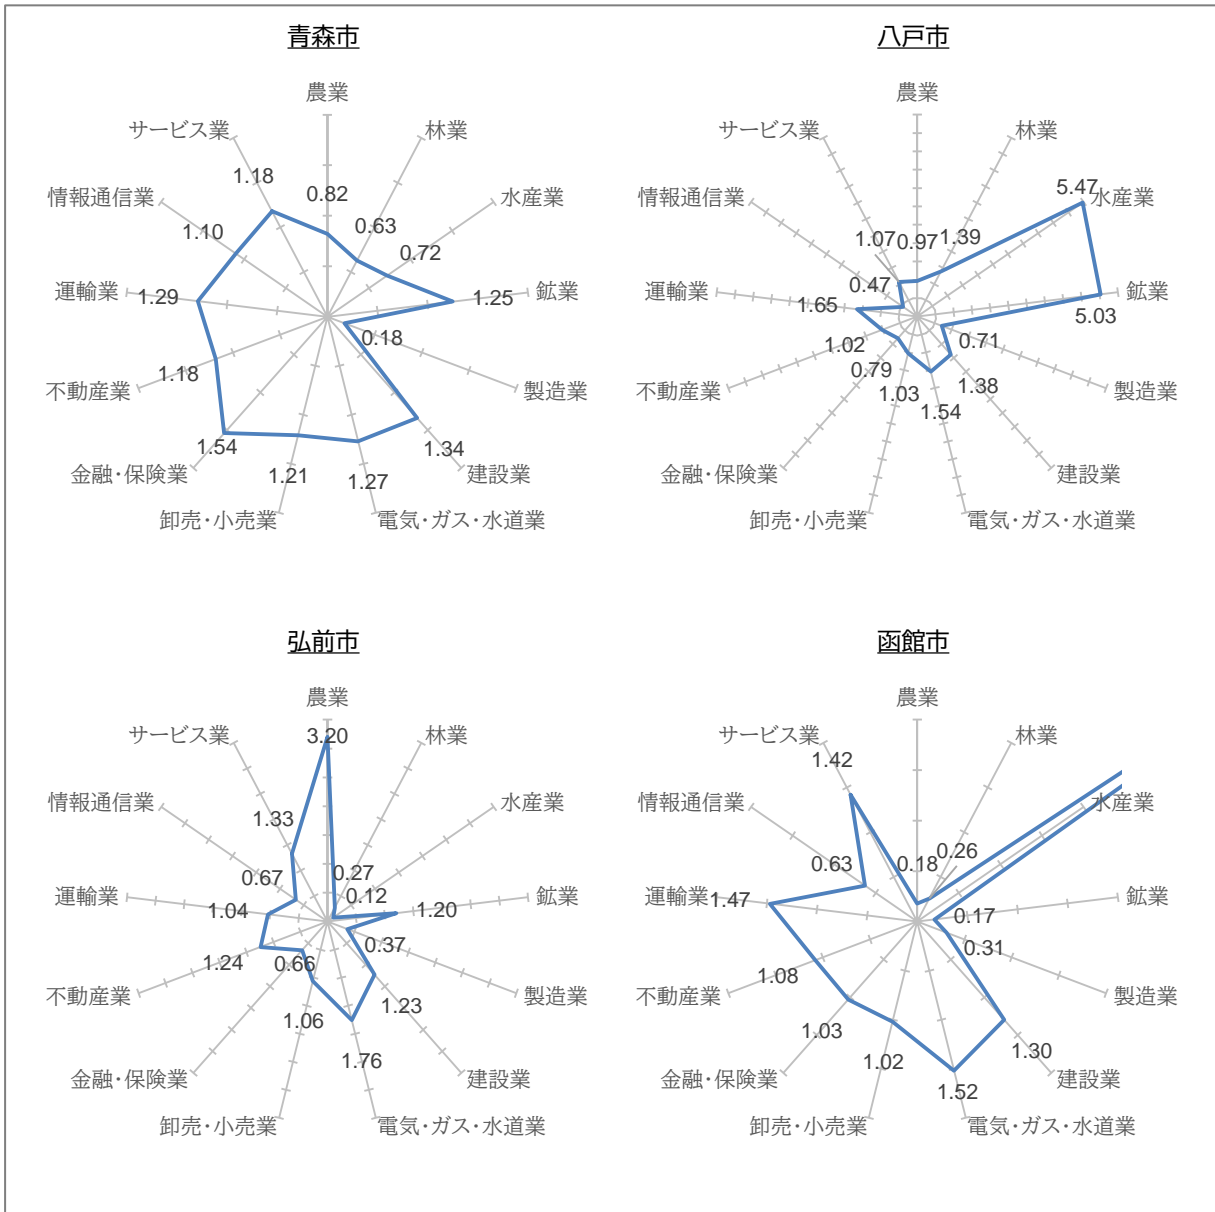 青森市
農業
林業
水産業
鉱業
製造業
建設業
電気・ガス・水道業
卸売・小売業
金融・保険業
不動産業
運輸業
情報通信業
サービス業
0.82
0.63
0.72
1.25
0.18
1.34
1.27
1.21
1.54
1.18
1.29
1.10
1.18
八戸市
農業
林業
水産業
鉱業
製造業
建設業
電気・ガス・水道業
卸売・小売業
金融・保険業
不動産業
運輸業
情報通信業
サービス業
0.97
1.39
5.47
5.03
0.71
1.38
1.54
1.03
0.79
1.02
1.65
0.47
1.07
弘前市
農業
林業
水産業
鉱業
製造業
建設業
電気・ガス・水道業
卸売・小売業
金融・保険業
不動産業
運輸業
情報通信業
サービス業
3.20
0.27
0.12
1.20
0.37
1.23
1.76
1.06
0.66
1.24
1.04
0.67
1.33
函館市
農業
林業
水産業
鉱業
製造業
建設業
電気・ガス・水道業
卸売・小売業
金融・保険業
不動産業
運輸業
情報通信業
サービス業
0.18
0.26
0.17
0.31
1.30
1.52
1.02
1.03
1.08
1.47
0.63
1.42